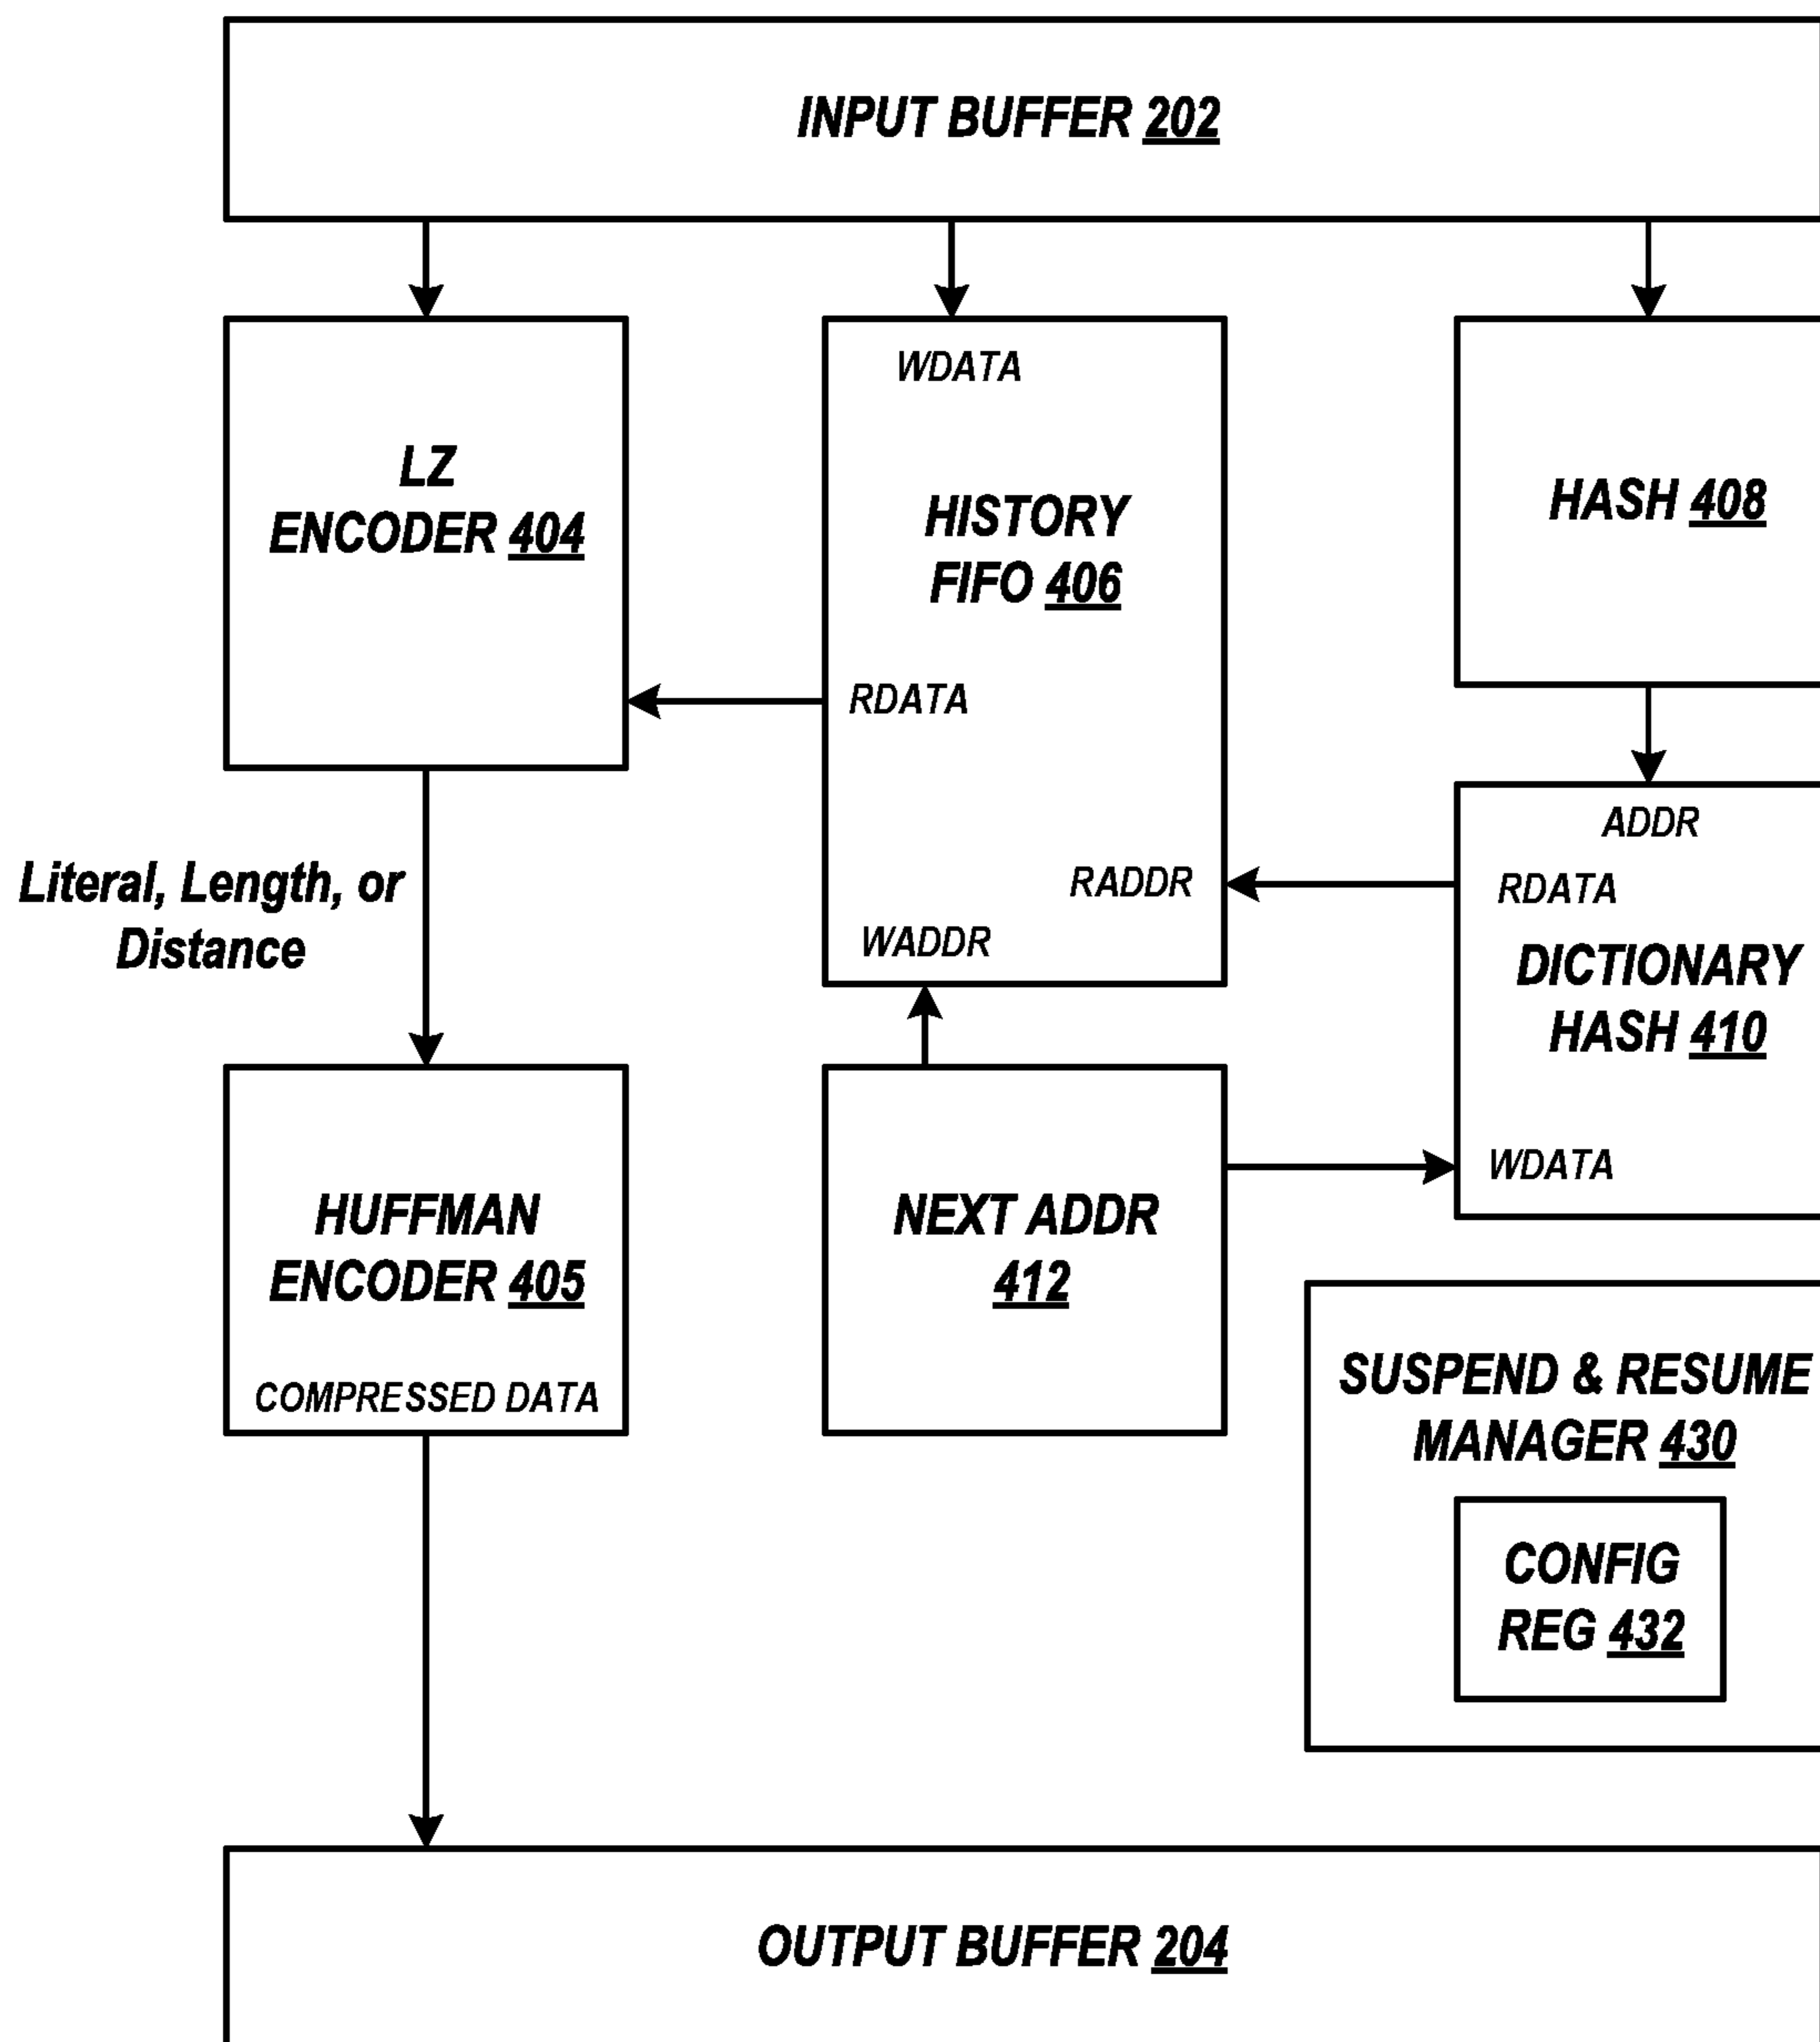 INPUT BUFFER 202
WDATA
LZ
ENCODER 404
HISTORY
FIFO 406
HASH 408
RDATA
ADDR
RADDR
RDATA
Literal, Length, or
Distance
WADDR
DICTIONARY
HASH 410
WDATA
HUFFMAN
ENCODER 405
COMPRESSED DATA
NEXT ADDR
412
SUSPEND & RESUME
MANAGER 430
CONFIG
REG 432
OUTPUT BUFFER 204